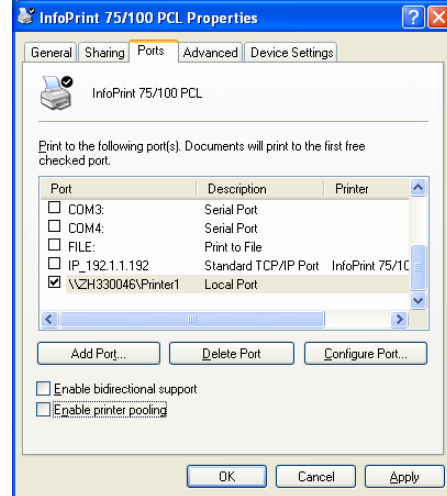 InfoPrint 75/100 PCL Properties
General Sharing Ports Advanced Device Settings
InfoPrint 75/100 PCL
Print to the following port(s). Documents will print to the first free
checked port.
Port Description Printer
COM3: Serial Port
COM4: Serial Port
FILE: Print to File
IP_192.1.1.192 Standard TCP/IP Port InfoPrint 75/10
\\ZH330046\Printer1 Local Port
Add Port... Delete Port Configure Port...
Enable bidirectional support
Enable printer pooling
OK Cancel Apply